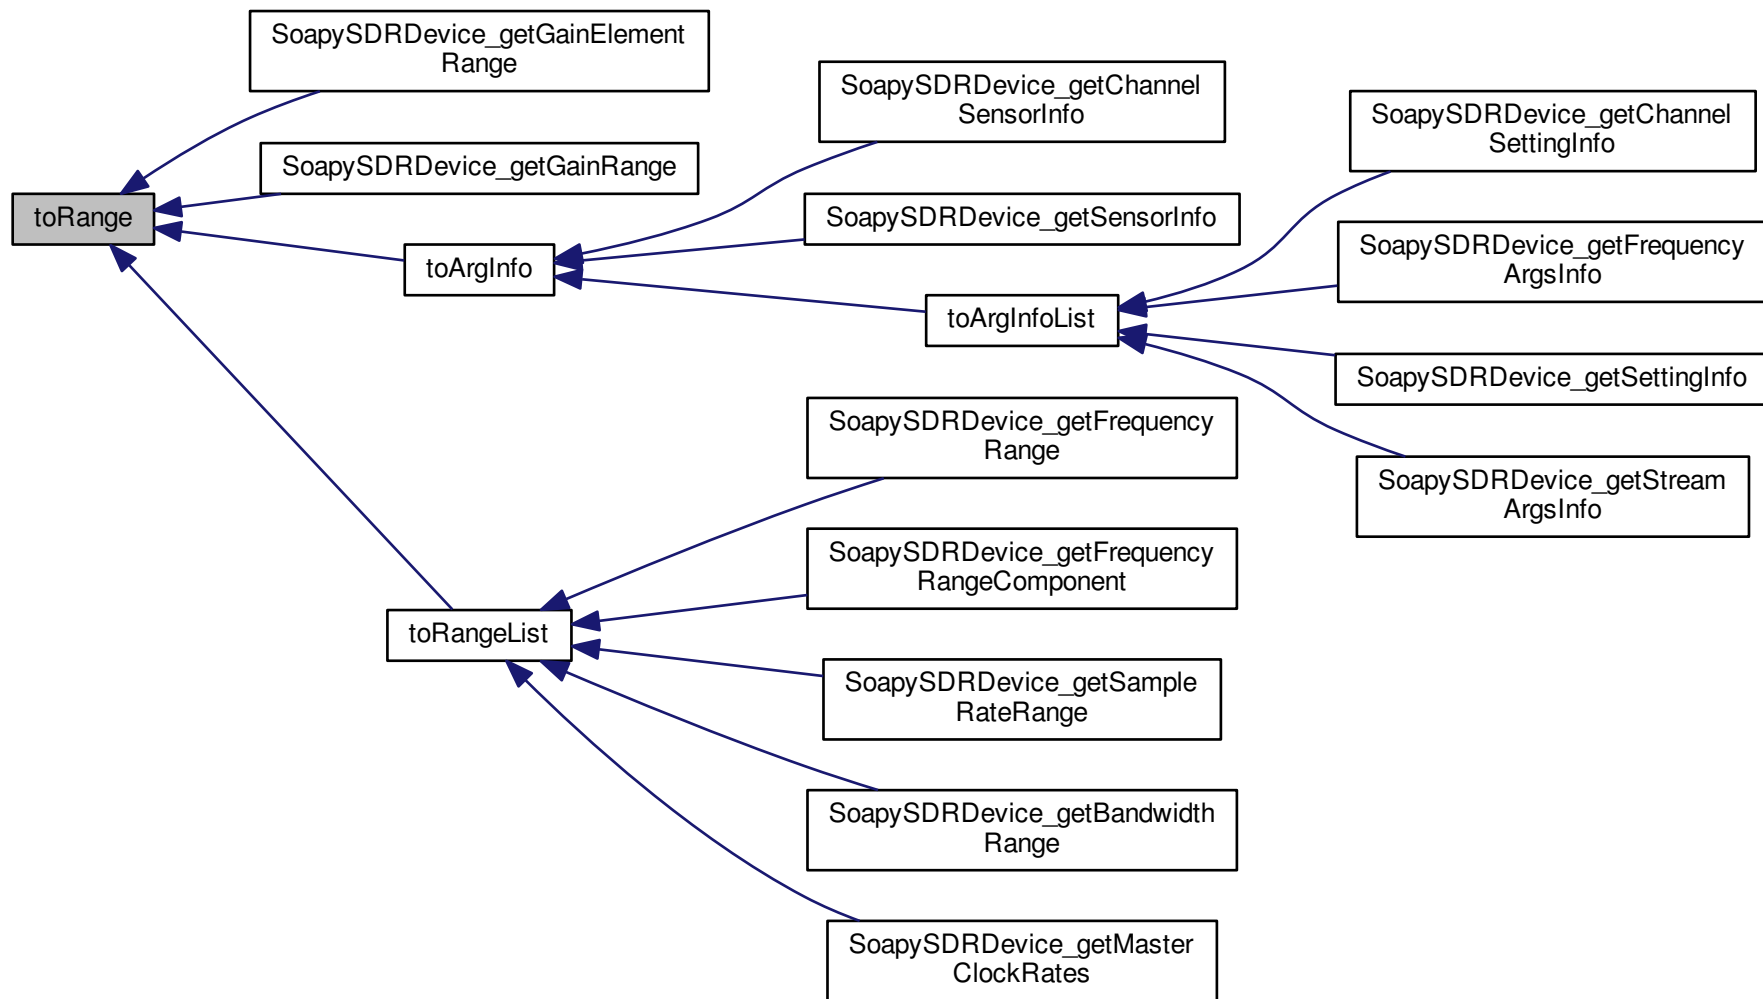 SoapySDRDevice_getGainElement
Range
SoapySDRDevice_getGainRange
toRange
toArgInfo
SoapySDRDevice_getChannel
SensorInfo
SoapySDRDevice_getSensorInfo
toArgInfoList
SoapySDRDevice_getChannel
SettingInfo
SoapySDRDevice_getFrequency
ArgsInfo
SoapySDRDevice_getSettingInfo
SoapySDRDevice_getStream
ArgsInfo
toRangeList
SoapySDRDevice_getFrequency
Range
SoapySDRDevice_getFrequency
RangeComponent
SoapySDRDevice_getSample
RateRange
SoapySDRDevice_getBandwidth
Range
SoapySDRDevice_getMaster
ClockRates